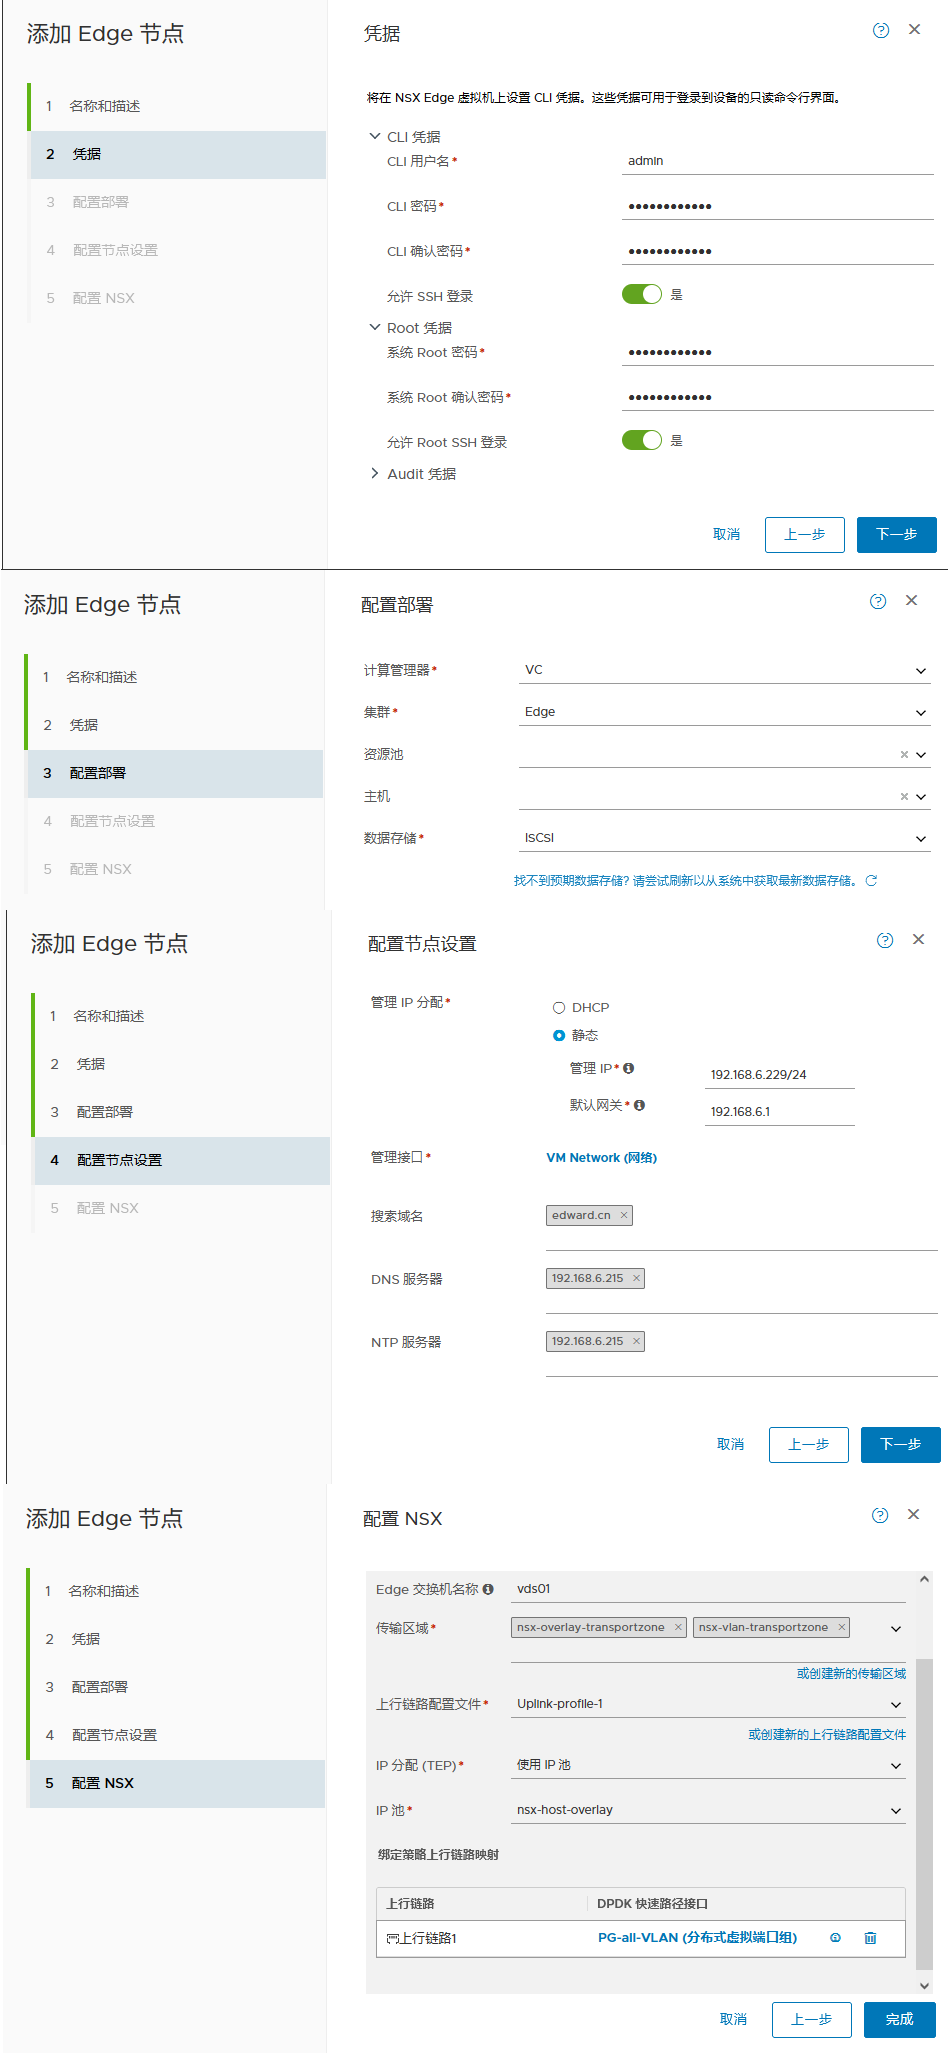 添加 Edge 节点
1 名称和描述
2 凭据
3 配置部署
4 配置节点设置
5 配置 NSX
凭据
将在 NSX Edge 虚拟机上设置 CLI 凭据。这些凭据可用于登录到设备的只读命令行界面。
CLI 凭据
CLI 用户名* admin
CLI 密码* ●●●●●●●●●●●●
CLI 确认密码* ●●●●●●●●●●●●
允许 SSH 登录 是
Root 凭据
系统 Root 密码* ●●●●●●●●●●●●
系统 Root 确认密码* ●●●●●●●●●●●●
允许 Root SSH 登录 是
Audit 凭据
取消 上一步 下一步
添加 Edge 节点
1 名称和描述
2 凭据
3 配置部署
4 配置节点设置
5 配置 NSX
配置部署
计算管理器* VC
集群* Edge
资源池
主机
数据存储* ISCSI
找不到预期数据存储? 请尝试刷新以从系统中获取最新数据存储。
添加 Edge 节点
1 名称和描述
2 凭据
3 配置部署
4 配置节点设置
5 配置 NSX
配置节点设置
管理 IP 分配* DHCP
静态
管理 IP* 192.168.6.229/24
默认网关* 192.168.6.1
管理接口* VM Network (网络)
搜索域名 edward.cn ×
DNS 服务器 192.168.6.215 ×
NTP 服务器 192.168.6.215 ×
取消 上一步 下一步
添加 Edge 节点
1 名称和描述
2 凭据
3 配置部署
4 配置节点设置
5 配置 NSX
配置 NSX
Edge 交换机名称 vds01
传输区域* nsx-overlay-transportzone × nsx-vlan-transportzone ×
或创建新的传输区域
上行链路配置文件* Uplink-profile-1
或创建新的上行链路配置文件
IP 分配 (TEP)* 使用 IP 池
IP 池* nsx-host-overlay
绑定策略上行链路映射
上行链路 DPDK 快速路径接口
上行链路1 PG-all-VLAN (分布式虚拟端口组)
取消 上一步 完成